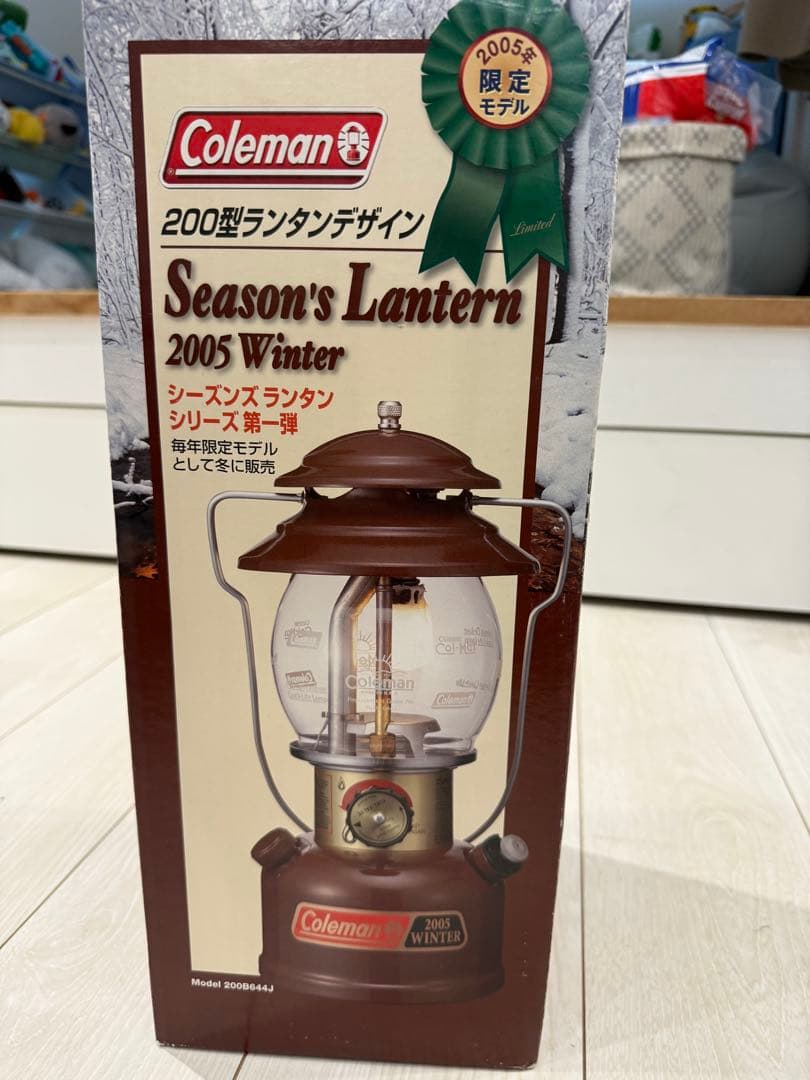 2005年
限定
モデル
Limited
Coleman
200型ランタンデザイン
Season's Lantern
2005 Winter
シーズンズ ランタン
シリーズ 第一弾
毎年限定モデル
として冬に販売
Coleman
Coleman
Coleman
2005
WINTER
Model 200B644J